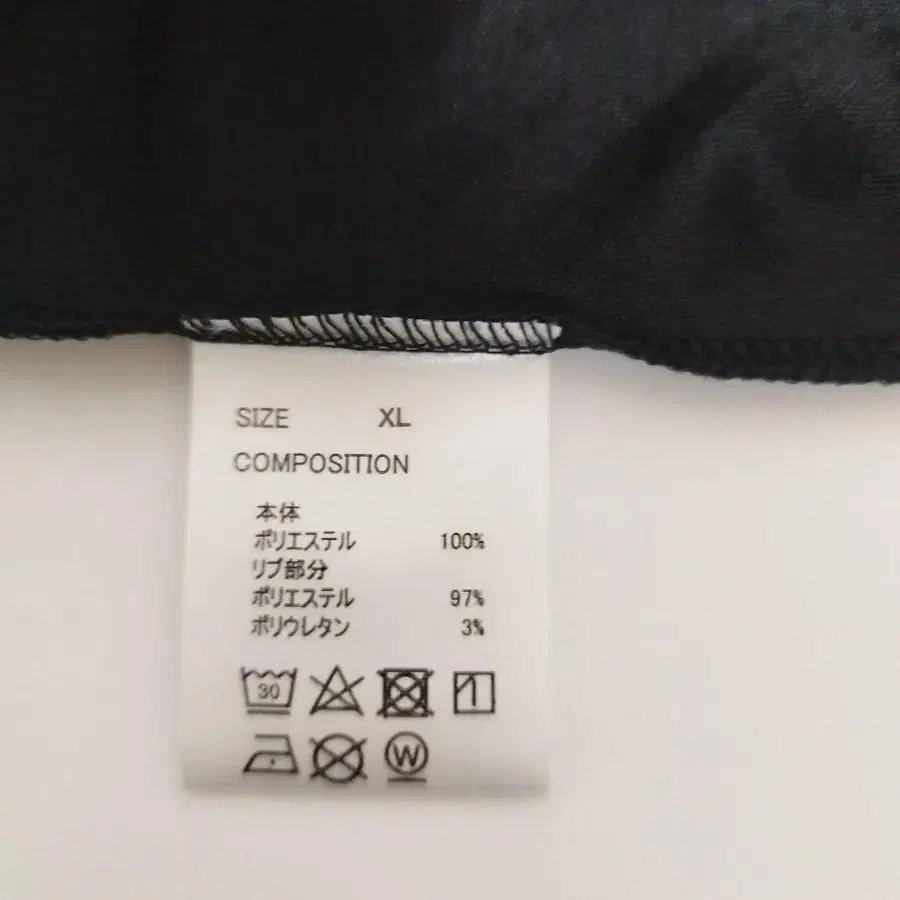 SIZE XL
COMPOSITION
本体
ポリエステル 100%
リブ部分
ポリエステル 97%
ポリウレタン 3%
30
W